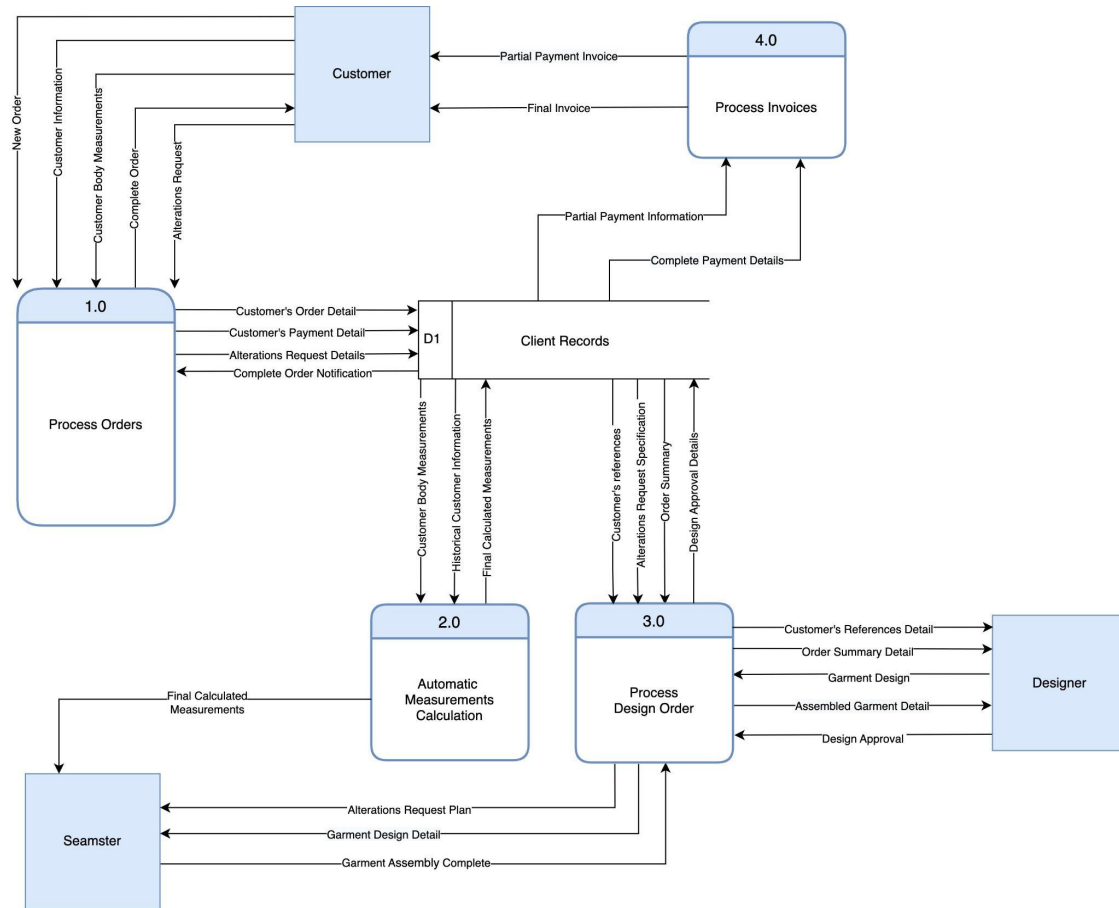 Customer
4.0
Process Invoices
Partial Payment Invoice
Final Invoice
New Order
Customer Information
Customer Body Measurements
Complete Order
Alterations Request
Partial Payment Information
Complete Payment Details
1.0
Process Orders
Customer's Order Detail
Customer's Payment Detail
Alterations Request Details
Complete Order Notification
D1
Client Records
Customer Body Measurements
Historical Customer Information
Final Calculated Measurements
Customer's references
Alterations Request Specification
Order Summary
Design Approval Details
2.0
Automatic
Measurements
Calculation
3.0
Process
Design Order
Customer's References Detail
Order Summary Detail
Garment Design
Assembled Garment Detail
Design Approval
Designer
Final Calculated
Measurements
Seamster
Alterations Request Plan
Garment Design Detail
Garment Assembly Complete